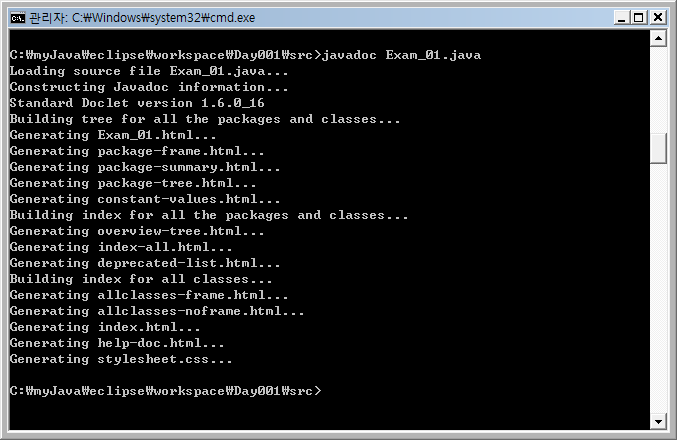 관리자: C:\Windows\system32\cmd.exe
C:₩myJava₩eclipse₩workspace₩Day001₩src>javadoc Exam_01.java
Loading source file Exam_01.java...
Constructing Javadoc information...
Standard Doclet version 1.6.0_16
Building tree for all the packages and classes...
Generating Exam_01.html...
Generating package-frame.html...
Generating package-summary.html...
Generating package-tree.html...
Generating constant-values.html...
Building index for all the packages and classes...
Generating overview-tree.html...
Generating index-all.html...
Generating deprecated-list.html...
Building index for all classes...
Generating allclasses-frame.html...
Generating allclasses-noframe.html...
Generating index.html...
Generating help-doc.html...
Generating stylesheet.css...
C:₩myJava₩eclipse₩workspace₩Day001₩src>